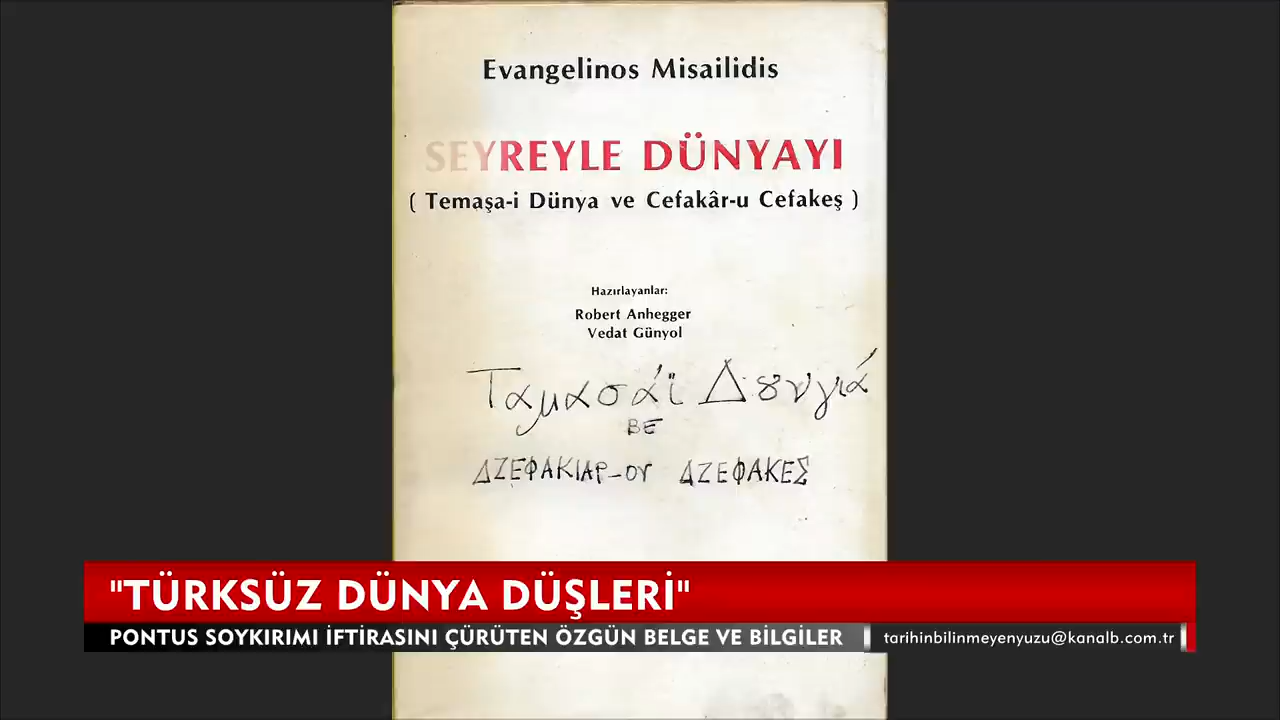 Evangelinos Misailidis
SEYREYLE DÜNYAYI
( Temaşa-i Dünya ve Cefakâr-u Cefakeş )
Hazırlayanlar:
Robert Anhegger
Vedat Günyol
Ταμασάϊ Δουνγιά
ΒΕ
ΔΖΕΦΑΚΙΑΡ-ΟΥ ΔΖΕΦΑΚΕΣ
"TÜRKSÜZ DÜNYA DÜŞLERİ"
PONTUS SOYKIRIMI İFTİRASINI ÇÜRÜTEN ÖZGÜN BELGE VE BİLGİLER
tarihinbilinmeyenyuzu@kanalb.com.tr